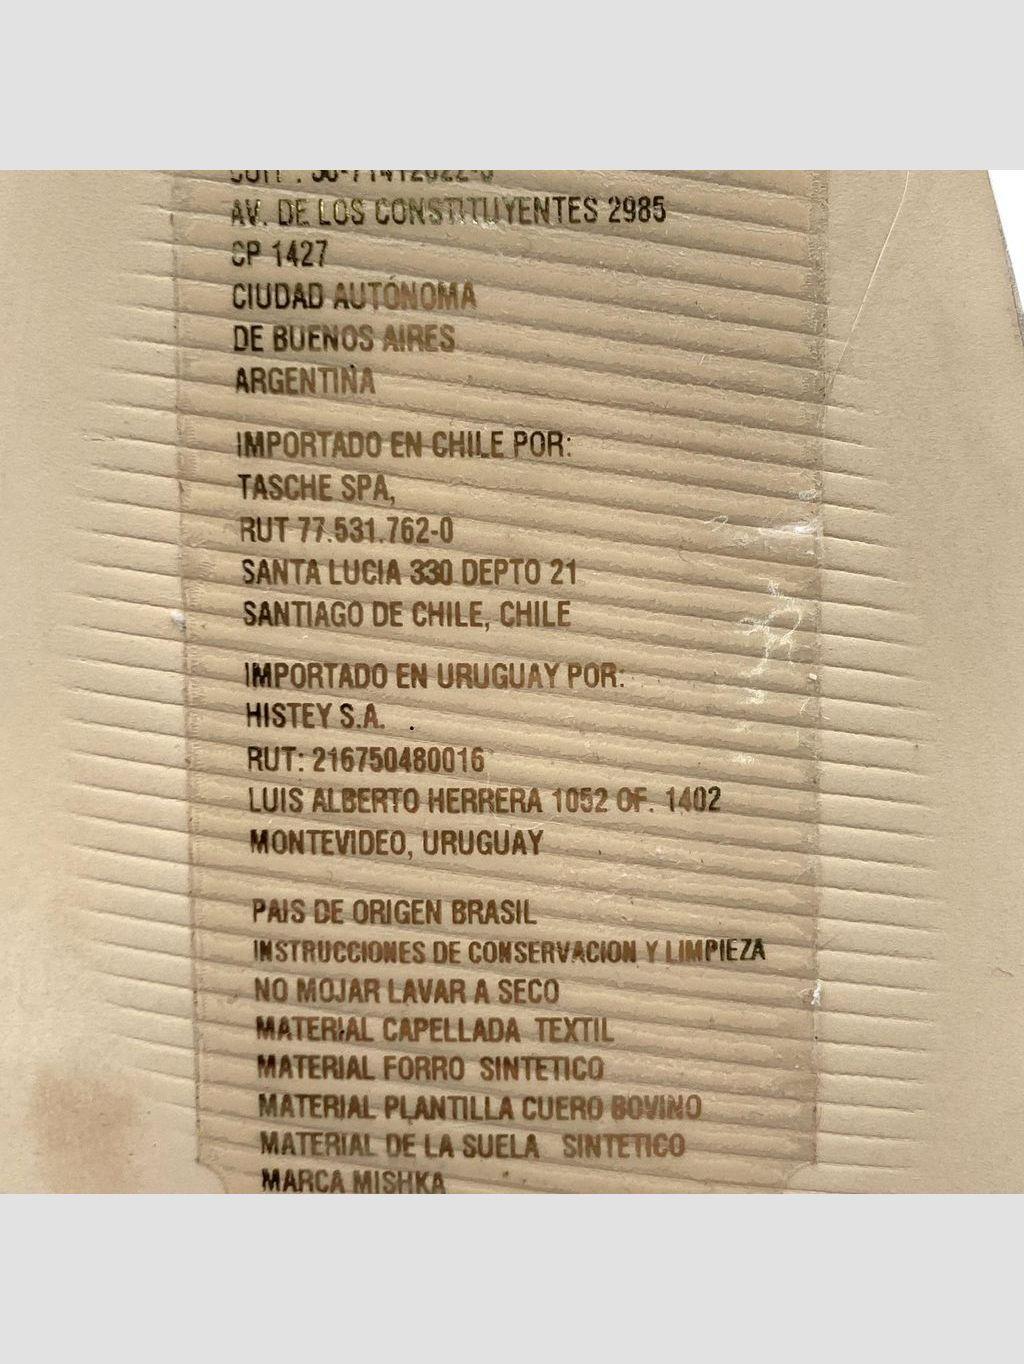 AV. DE LOS CONSTITUYENTES 2985
CP 1427
CIUDAD AUTÓNOMA
DE BUENOS AIRES
ARGENTINA
IMPORTADO EN CHILE POR:
TASCHE SPA,
RUT 77.531.762-0
SANTA LUCIA 330 DEPTO 21
SANTIAGO DE CHILE, CHILE
IMPORTADO EN URUGUAY POR:
HISTEY S.A.
RUT: 216750480016
LUIS ALBERTO HERRERA 1052 OF. 1402
MONTEVIDEO, URUGUAY
PAIS DE ORIGEN BRASIL
INSTRUCCIONES DE CONSERVACION Y LIMPIEZA
NO MOJAR LAVAR A SECO
MATERIAL CAPELLADA TEXTIL
MATERIAL FORRO SINTETICO
MATERIAL PLANTILLA CUERO BOVINO
MATERIAL DE LA SUELA SINTETICO
MARCA MISHKA